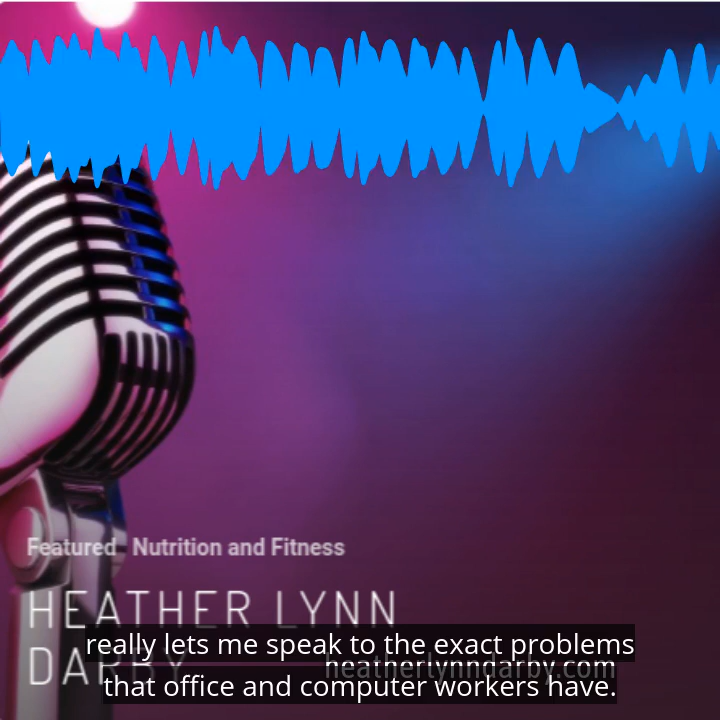 Featured Nutrition and Fitness
HEATHER LYNN
DARBY
heatherlynndarby.com
really lets me speak to the exact problems
that office and computer workers have.